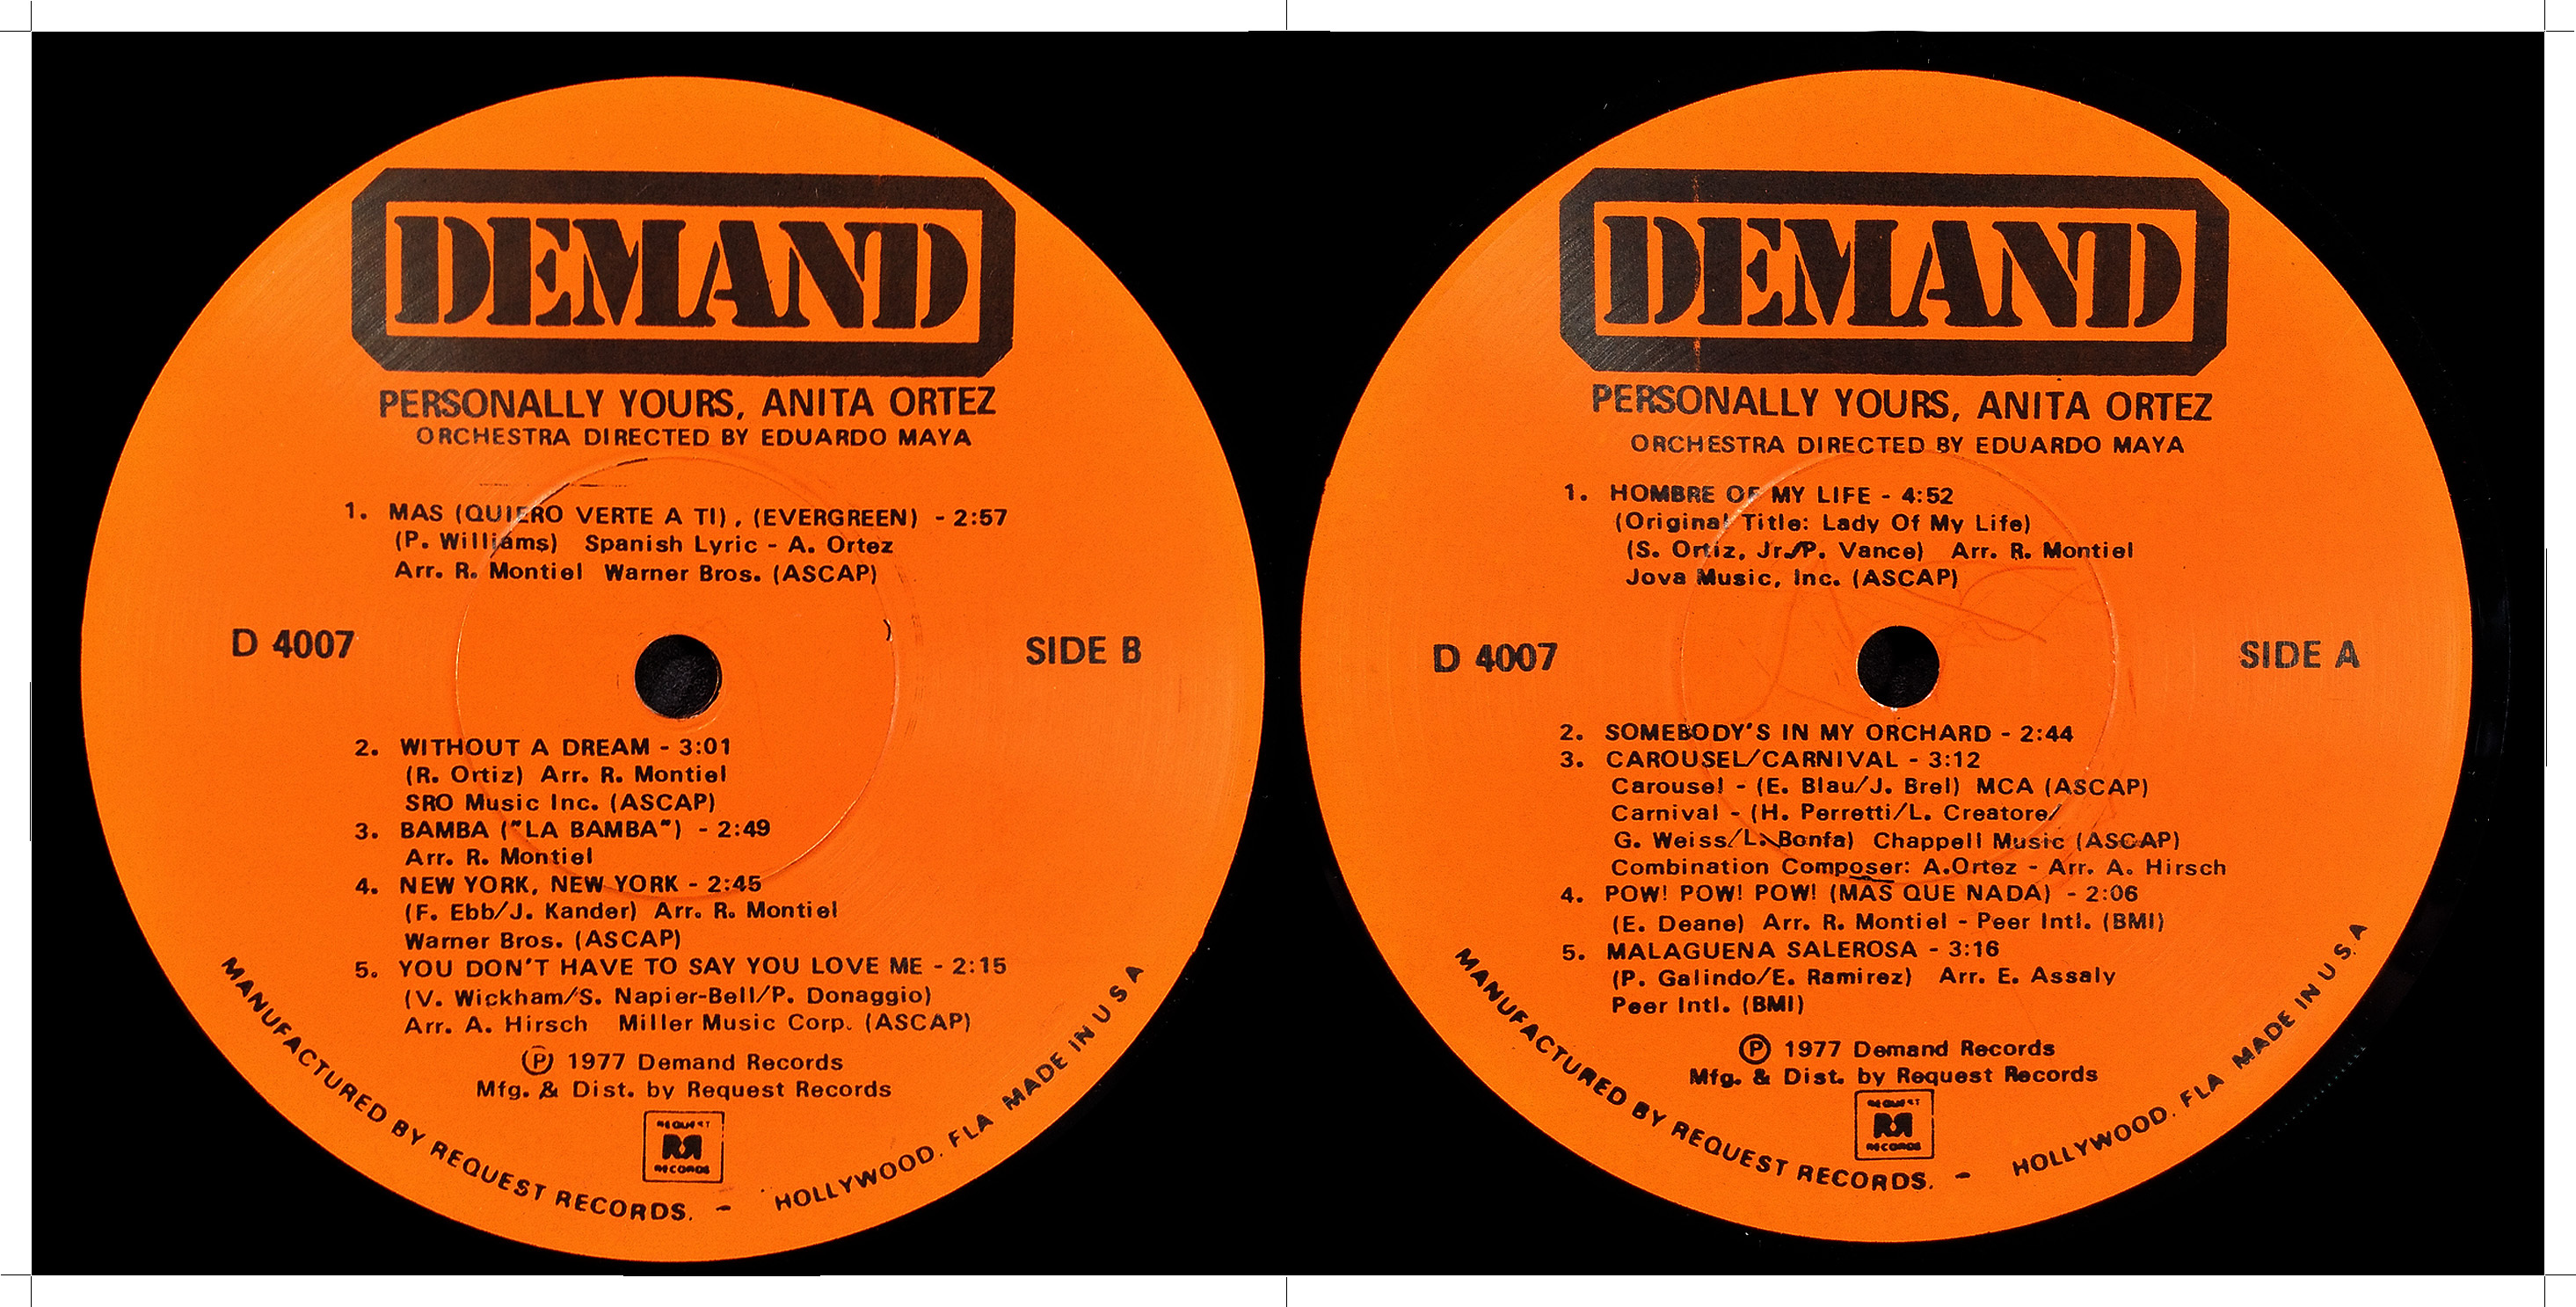 DEMAND
PERSONALLY YOURS, ANITA ORTEZ
ORCHESTRA DIRECTED BY EDUARDO MAYA
1. MAS (QUIERO VERTE A TI), (EVERGREEN) - 2:57
(P. Williams) Spanish Lyric - A. Ortez
Arr. R. Montiel Warner Bros. (ASCAP)
D 4007
SIDE B
2. WITHOUT A DREAM - 3:01
(R. Ortiz) Arr. R. Montiel
SRO Music Inc. (ASCAP)
3. BAMBA ("LA BAMBA") - 2:49
Arr. R. Montiel
4. NEW YORK, NEW YORK - 2:45
(F. Ebb/J. Kander) Arr. R. Montiel
Warner Bros. (ASCAP)
5. YOU DON'T HAVE TO SAY YOU LOVE ME - 2:15
(V. Wickham/S. Napier-Bell/P. Donaggio)
Arr. A. Hirsch Miller Music Corp. (ASCAP)
Ⓟ 1977 Demand Records
Mfg. & Dist. by Request Records
REQUEST
RR
RECORDS
MANUFACTURED BY REQUEST RECORDS. - HOLLYWOOD. FLA MADE IN U S A
DEMAND
PERSONALLY YOURS, ANITA ORTEZ
ORCHESTRA DIRECTED BY EDUARDO MAYA
1. HOMBRE OF MY LIFE - 4:52
(Original Title: Lady Of My Life)
(S. Ortiz, Jr./P. Vance) Arr. R. Montiel
Jova Music, Inc. (ASCAP)
D 4007
SIDE A
2. SOMEBODY'S IN MY ORCHARD - 2:44
3. CAROUSEL/CARNIVAL - 3:12
Carousel - (E. Blau/J. Brel) MCA (ASCAP)
Carnival - (H. Perretti/L. Creatore/
G. Weiss/L. Bonfa) Chappell Music (ASCAP)
Combination Composer: A.Ortez - Arr. A. Hirsch
4. POW! POW! POW! (MAS QUE NADA) - 2:06
(E. Deane) Arr. R. Montiel - Peer Intl. (BMI)
5. MALAGUENA SALEROSA - 3:16
(P. Galindo/E. Ramirez) Arr. E. Assaly
Peer Intl. (BMI)
Ⓟ 1977 Demand Records
Mfg. & Dist. by Request Records
REQUEST
RR
RECORDS
MANUFACTURED BY REQUEST RECORDS. - HOLLYWOOD. FLA MADE IN U S. A